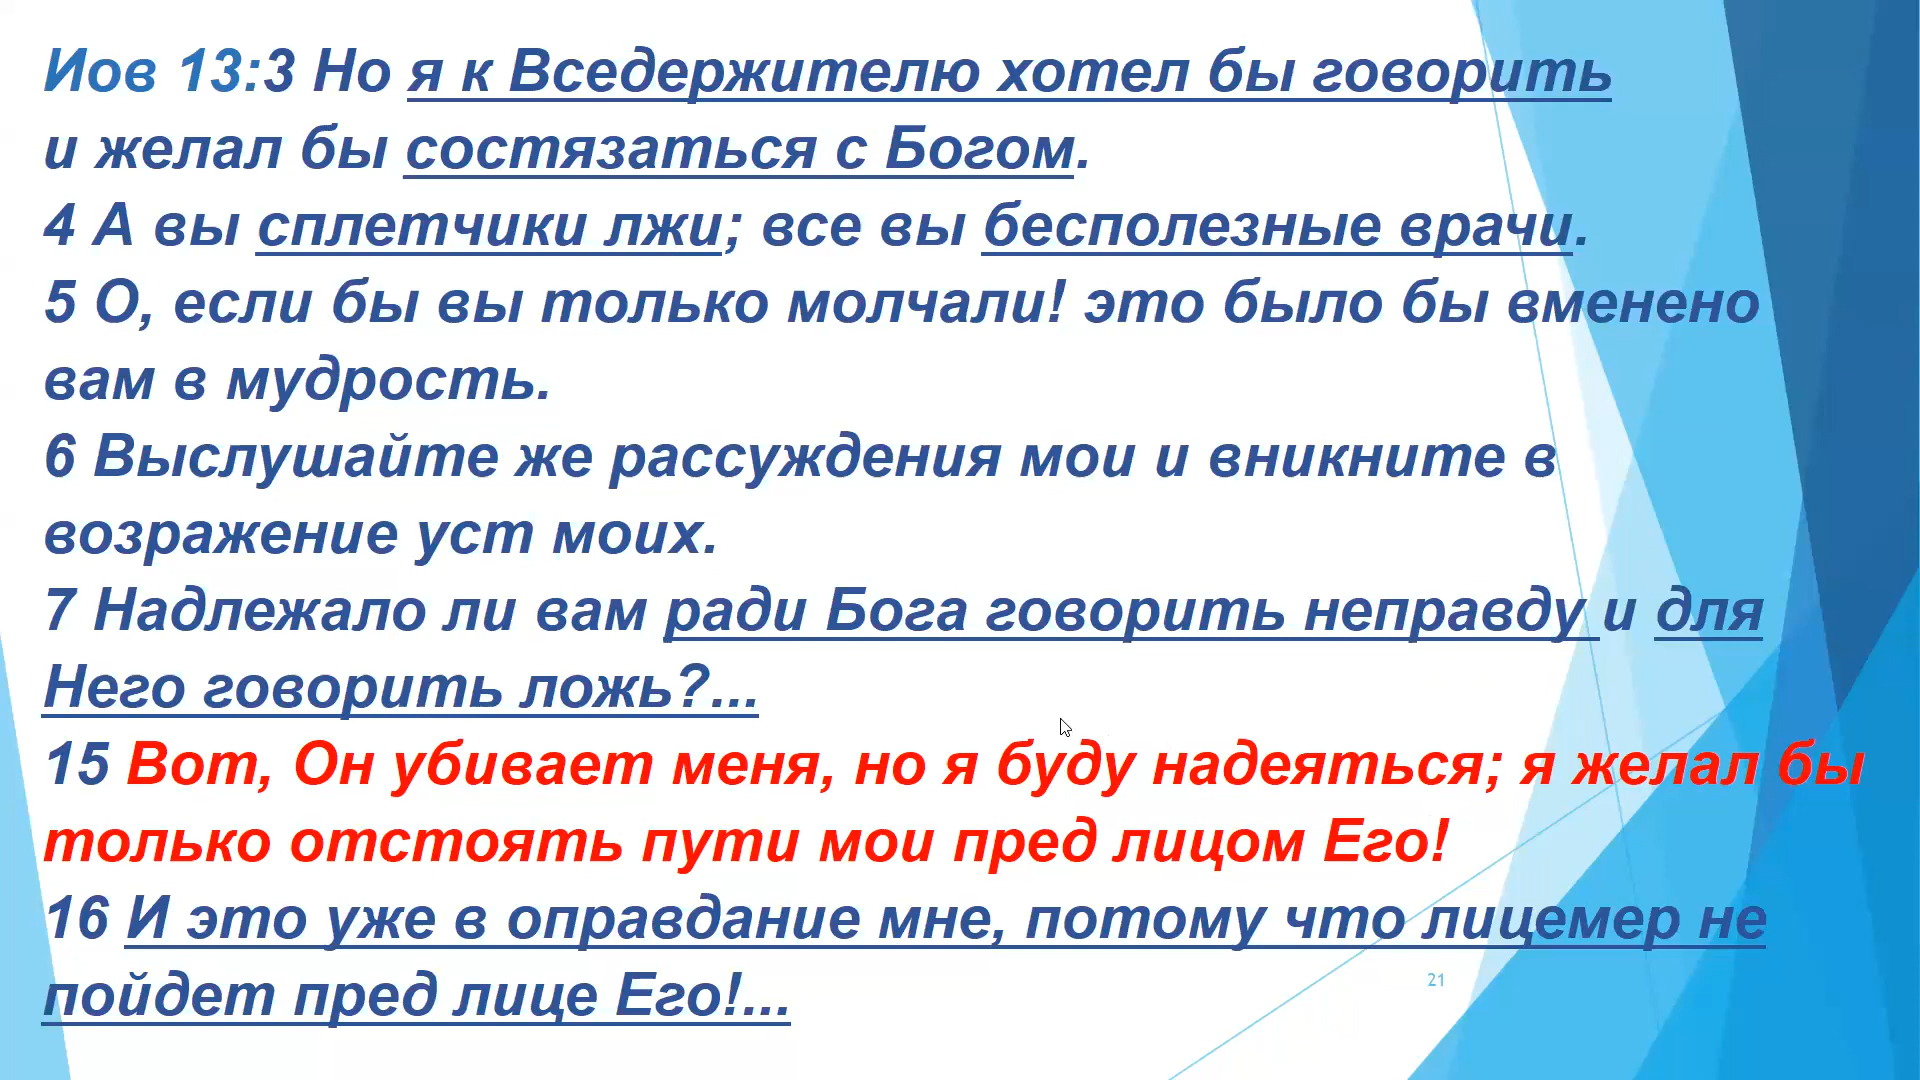 Иов 13:3 Но я к Вседержителю хотел бы говорить
и желал бы состязаться с Богом.
4 А вы сплетчики лжи; все вы бесполезные врачи.
5 О, если бы вы только молчали! это было бы вменено
вам в мудрость.
6 Выслушайте же рассуждения мои и вникните в
возражение уст моих.
7 Надлежало ли вам ради Бога говорить неправду и для
Него говорить ложь?...
15 Вот, Он убивает меня, но я буду надеяться; я желал бы
только отстоять пути мои пред лицом Его!
16 И это уже в оправдание мне, потому что лицемер не
пойдет пред лице Его!...
21